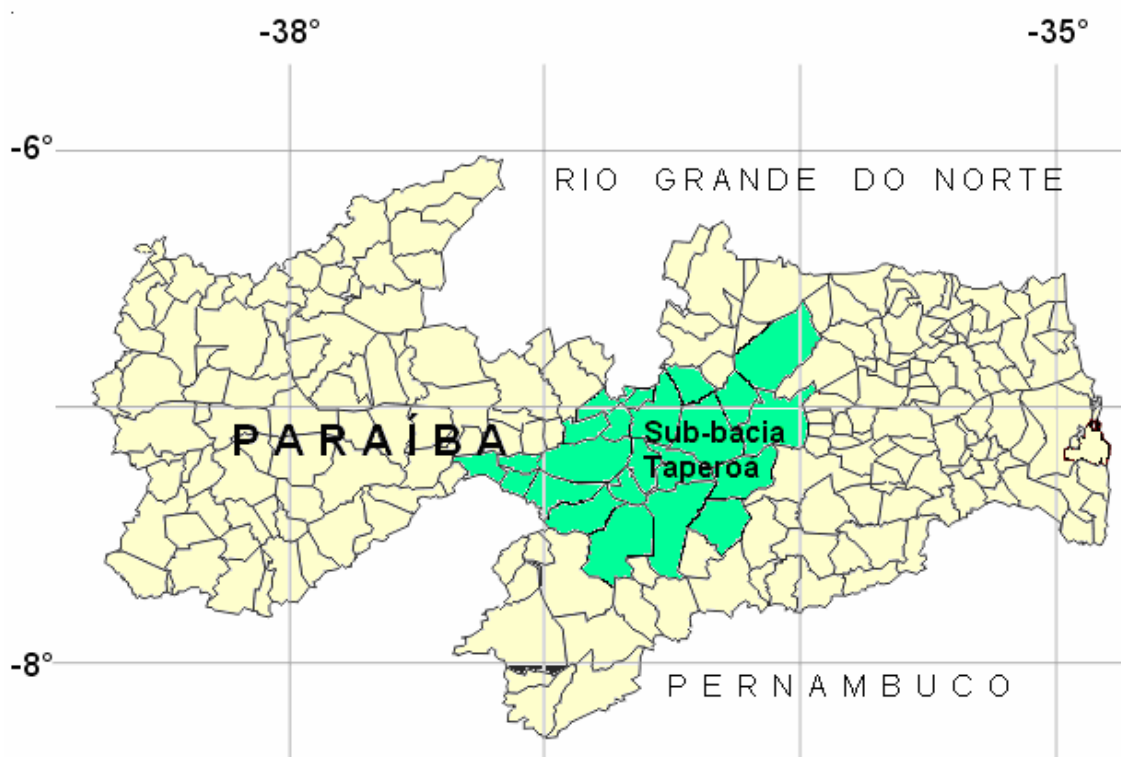 -38° -35°
-6°
RIO GRANDE DO NORTE
PARAÍBA
Sub-bacia
Taperoa
-8°
PERNAMBUCO